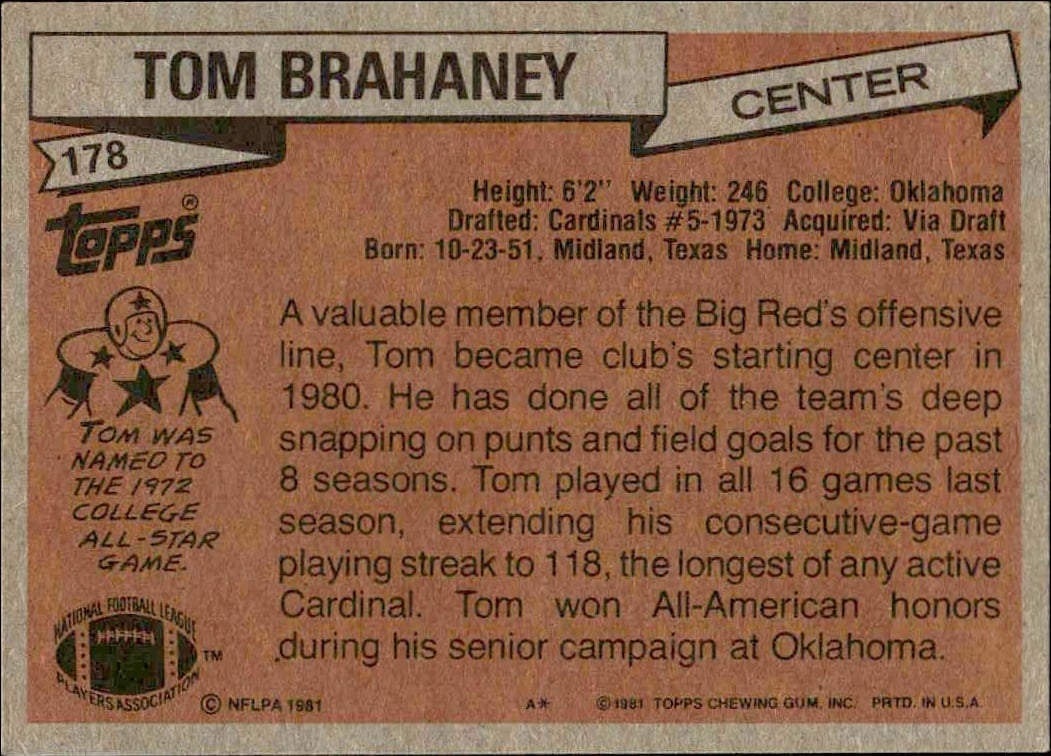 TOM BRAHANEY
CENTER
178
TOPPS®
Height: 6'2" Weight: 246 College: Oklahoma
Drafted: Cardinals #5-1973 Acquired: Via Draft
Born: 10-23-51, Midland, Texas Home: Midland, Texas
A valuable member of the Big Red's offensive
line, Tom became club's starting center in
1980. He has done all of the team's deep
snapping on punts and field goals for the past
8 seasons. Tom played in all 16 games last
season, extending his consecutive-game
playing streak to 118, the longest of any active
Cardinal. Tom won All-American honors
during his senior campaign at Oklahoma.
TOM WAS
NAMED TO
THE 1972
COLLEGE
ALL-STAR
GAME.
NATIONAL FOOTBALL LEAGUE
PLAYERS ASSOCIATION
TM
© NFLPA 1981
A*
© 1981 TOPPS CHEWING GUM, INC. PRTD. IN U.S.A.